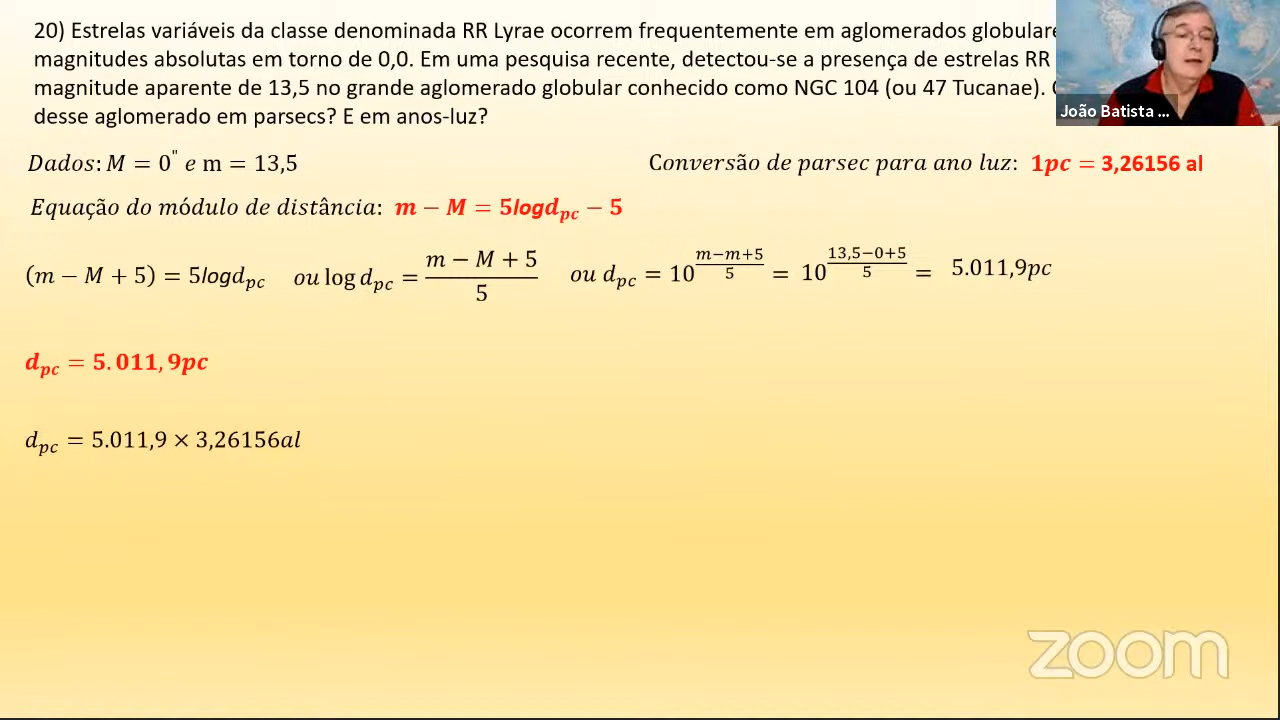 20) Estrelas variáveis da classe denominada RR Lyrae ocorrem frequentemente em aglomerados globulare
magnitudes absolutas em torno de 0,0. Em uma pesquisa recente, detectou-se a presença de estrelas RR
magnitude aparente de 13,5 no grande aglomerado globular conhecido como NGC 104 (ou 47 Tucanae).
desse aglomerado em parsecs? E em anos-luz?
João Batista ...
Dados: M = 0" e m = 13,5
Conversão de parsec para ano luz: 1pc = 3,26156 al
Equação do módulo de distância: m − M = 5logd_pc − 5
(m − M + 5) = 5logd_pc ou log d_pc = (m − M + 5)/5 ou d_pc = 10^((m−m+5)/5) = 10^((13,5−0+5)/5) = 5.011,9pc
d_pc = 5.011,9pc
d_pc = 5.011,9 × 3,26156al
zoom